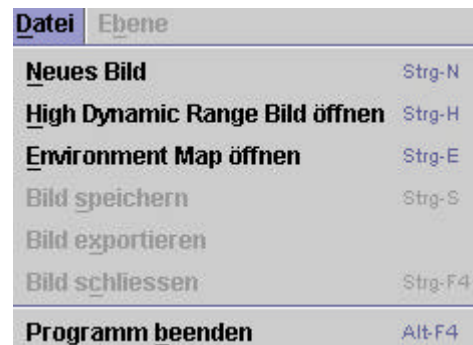 Datei Ebene
Neues Bild Strg-N
High Dynamic Range Bild öffnen Strg-H
Environment Map öffnen Strg-E
Bild speichern Strg-S
Bild exportieren
Bild schliessen Strg-F4
Programm beenden Alt-F4